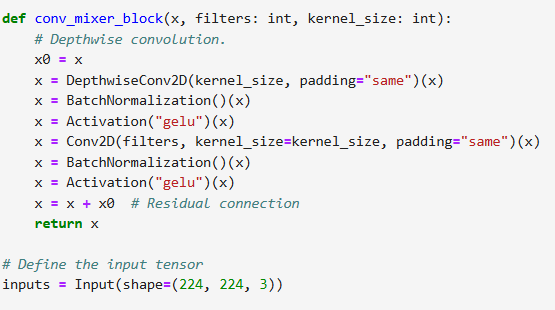 def conv_mixer_block(x, filters: int, kernel_size: int):
    # Depthwise convolution.
    x0 = x
    x = DepthwiseConv2D(kernel_size, padding="same")(x)
    x = BatchNormalization()(x)
    x = Activation("gelu")(x)
    x = Conv2D(filters, kernel_size=kernel_size, padding="same")(x)
    x = BatchNormalization()(x)
    x = Activation("gelu")(x)
    x = x + x0  # Residual connection
    return x

# Define the input tensor
inputs = Input(shape=(224, 224, 3))